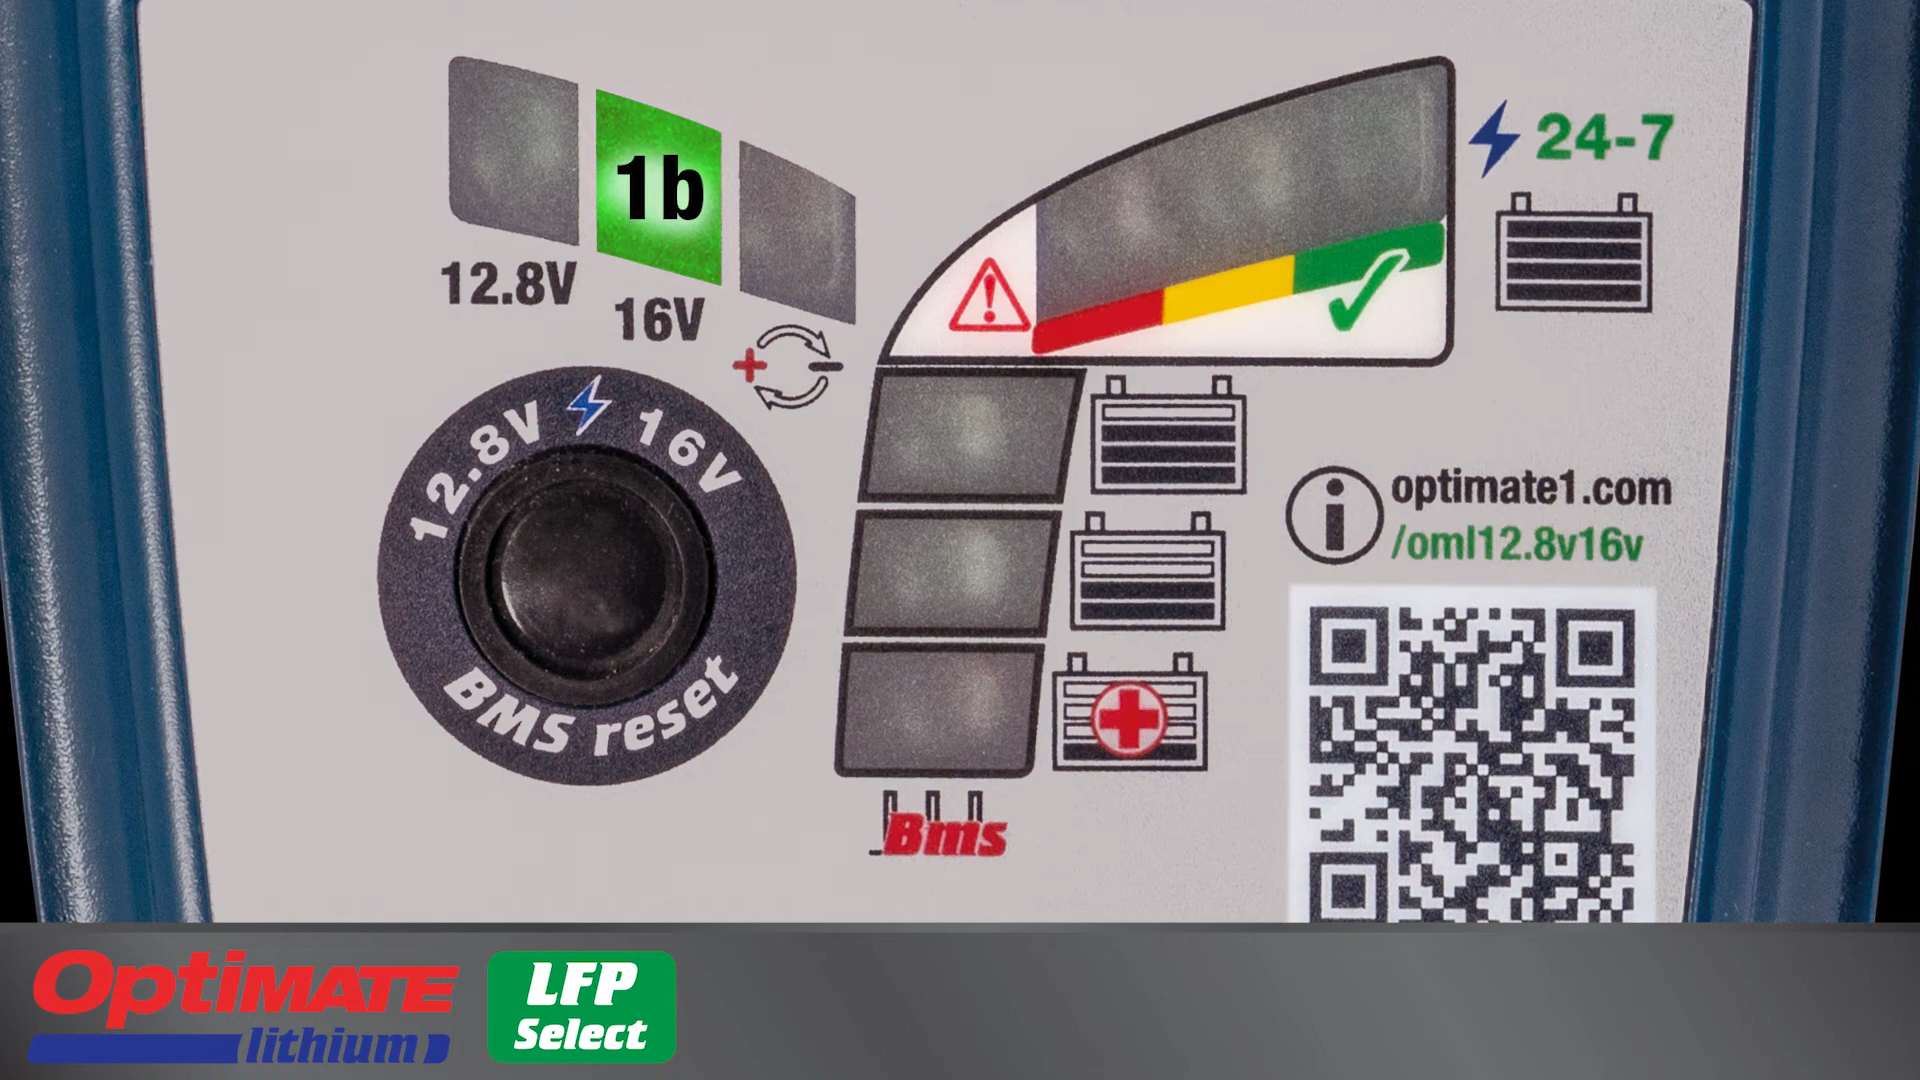 1b
12.8V
16V
24-7
12.8V 16V
BMS reset
optimate1.com
/oml12.8v16v
Bms
OptiMATE
lithium
LFP
Select